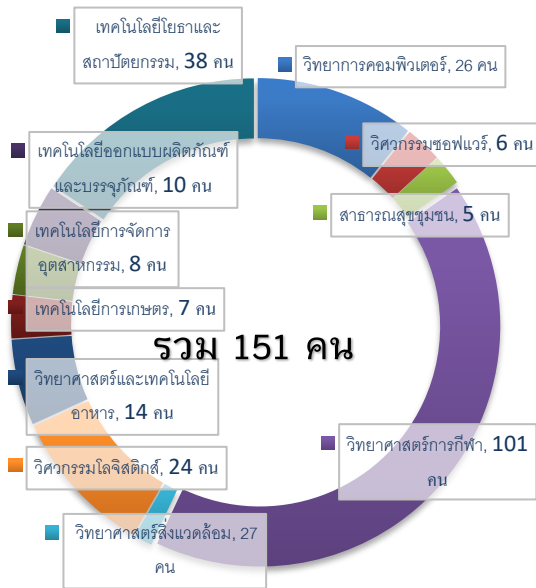 เทคโนโลยีโยธาและ
สถาปัตยกรรม, 38 คน
วิทยาการคอมพิวเตอร์, 26 คน
วิศวกรรมซอฟแวร์, 6 คน
เทคโนโลยีออกแบบผลิตภัณฑ์
และบรรจุภัณฑ์, 10 คน
สาธารณสุขชุมชน, 5 คน
เทคโนโลยีการจัดการ
อุตสาหกรรม, 8 คน
เทคโนโลยีการเกษตร, 7 คน
รวม 151 คน
วิทยาศาสตร์และเทคโนโลยี
อาหาร, 14 คน
วิทยาศาสตร์การกีฬา, 101
คน
วิศวกรรมโลจิสติกส์, 24 คน
วิทยาศาสตร์สิ่งแวดล้อม, 27
คน